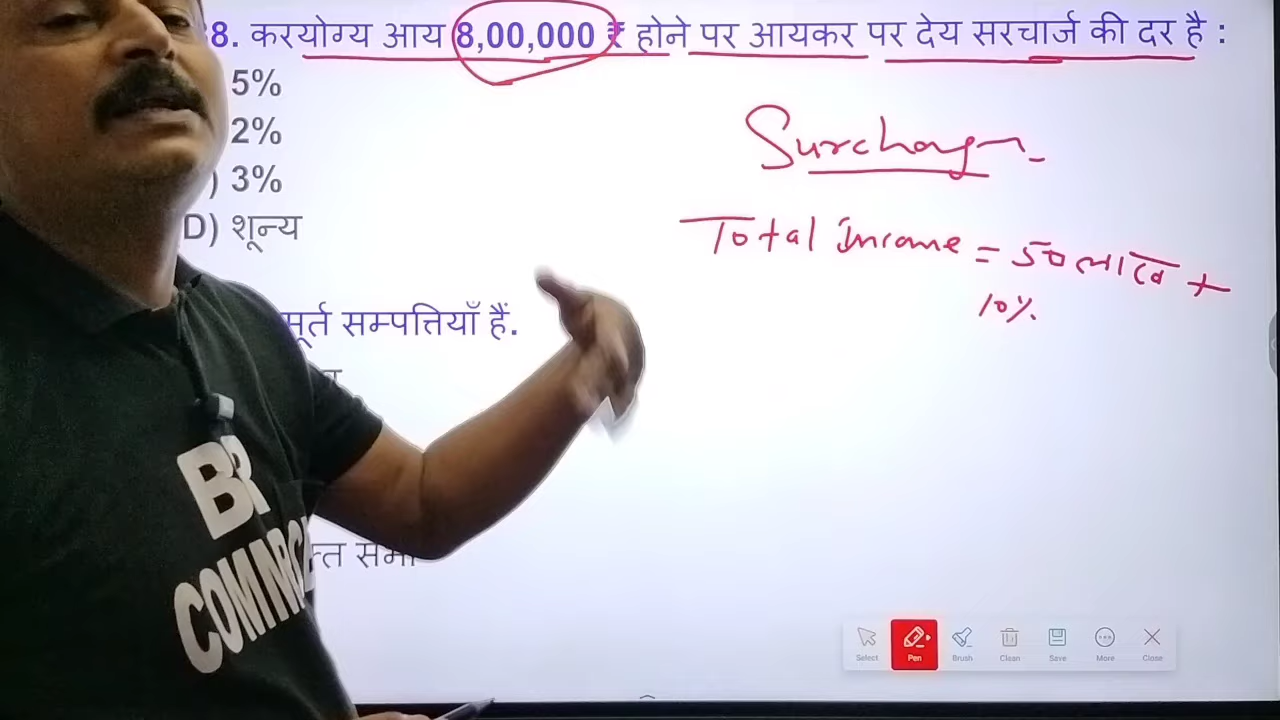 8. करयोग्य आय 8,00,000 ₹ होने पर आयकर पर देय सरचार्ज की दर है :
5%
2%
) 3%
D) शून्य
Surcharge
Total income = 50 लाख +
10%
मूर्त सम्पत्तियाँ हैं.
BR
COMMERC
Select
Pen
Brush
Clean
Save
More
Close